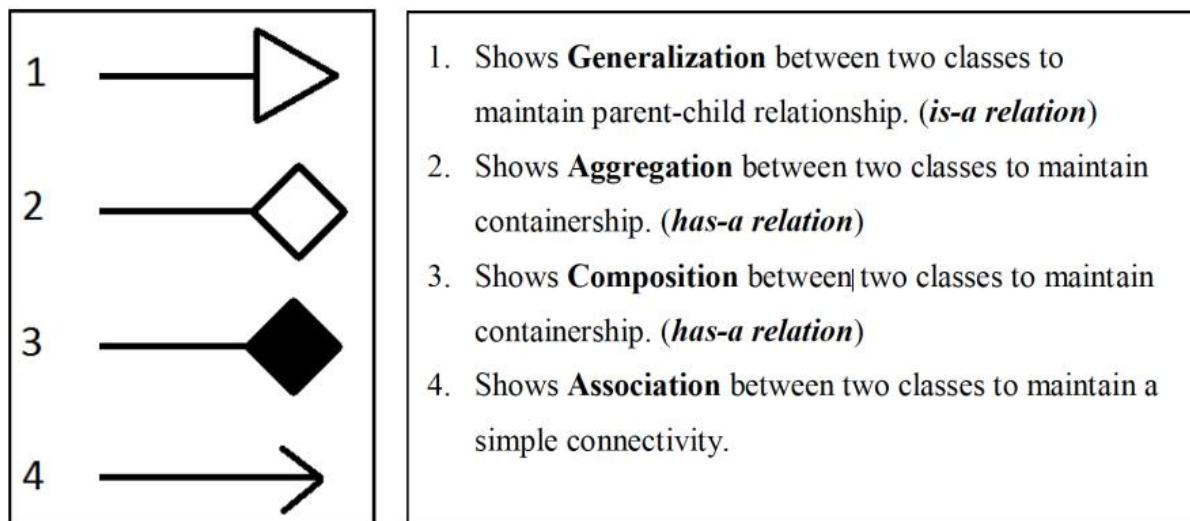 1
2
3
4
1. Shows Generalization between two classes to
maintain parent-child relationship. (is-a relation)
2. Shows Aggregation between two classes to maintain
containership. (has-a relation)
3. Shows Composition between two classes to maintain
containership. (has-a relation)
4. Shows Association between two classes to maintain a
simple connectivity.